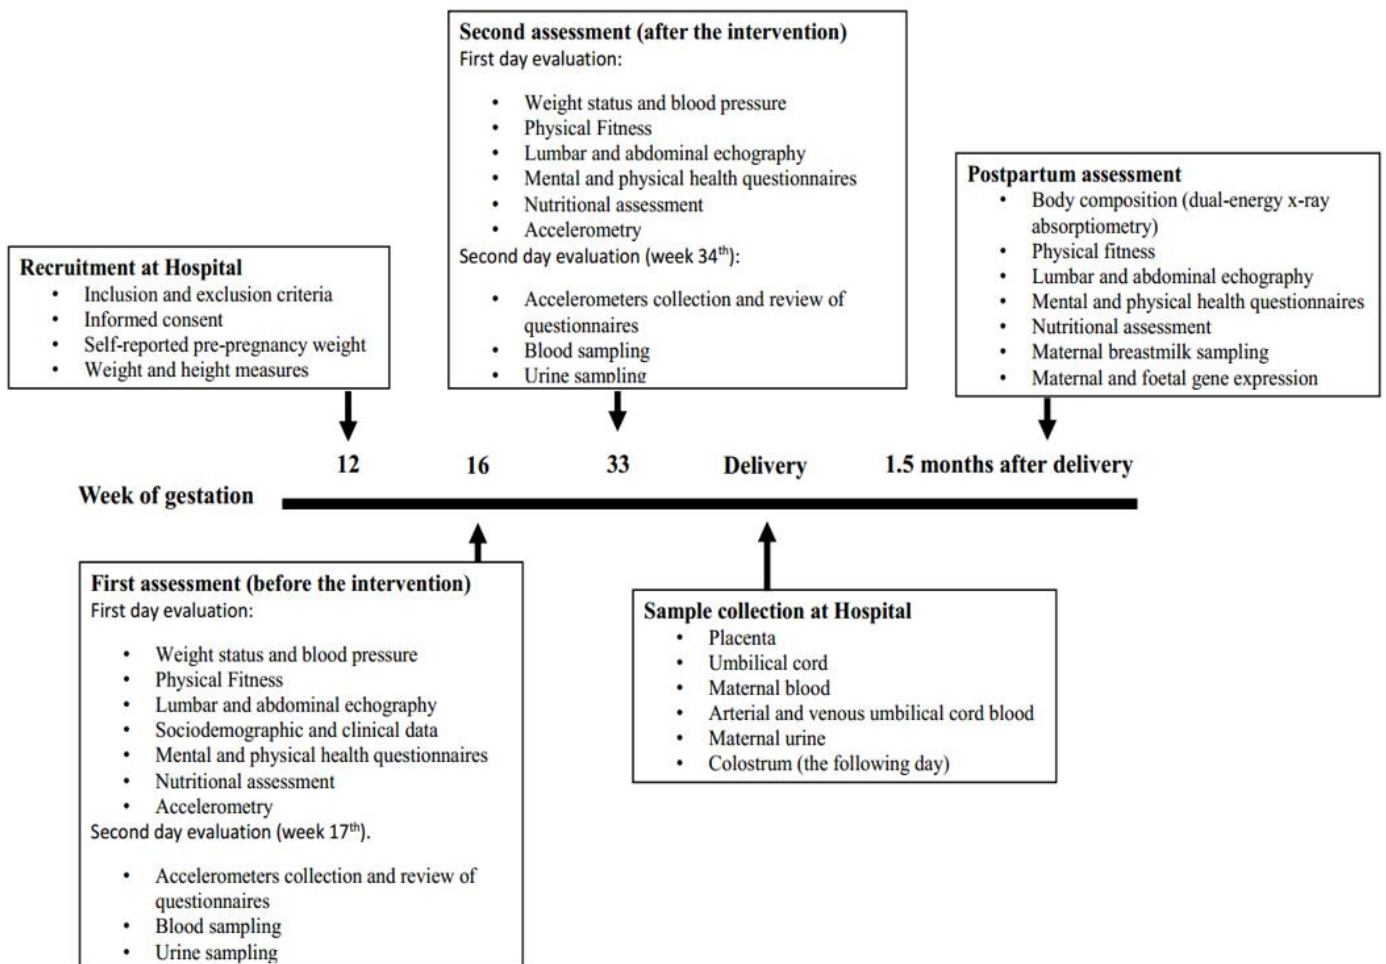 Second assessment (after the intervention)
First day evaluation:
• Weight status and blood pressure
• Physical Fitness
• Lumbar and abdominal echography
• Mental and physical health questionnaires
• Nutritional assessment
• Accelerometry
Second day evaluation (week 34th):
• Accelerometers collection and review of
questionnaires
• Blood sampling
• Urine sampling
Postpartum assessment
• Body composition (dual-energy x-ray
absorptiometry)
• Physical fitness
• Lumbar and abdominal echography
• Mental and physical health questionnaires
• Nutritional assessment
• Maternal breastmilk sampling
• Maternal and foetal gene expression
Recruitment at Hospital
• Inclusion and exclusion criteria
• Informed consent
• Self-reported pre-pregnancy weight
• Weight and height measures
12 16 33 Delivery 1.5 months after delivery
Week of gestation
First assessment (before the intervention)
First day evaluation:
• Weight status and blood pressure
• Physical Fitness
• Lumbar and abdominal echography
• Sociodemographic and clinical data
• Mental and physical health questionnaires
• Nutritional assessment
• Accelerometry
Second day evaluation (week 17th).
• Accelerometers collection and review of
questionnaires
• Blood sampling
• Urine sampling
Sample collection at Hospital
• Placenta
• Umbilical cord
• Maternal blood
• Arterial and venous umbilical cord blood
• Maternal urine
• Colostrum (the following day)